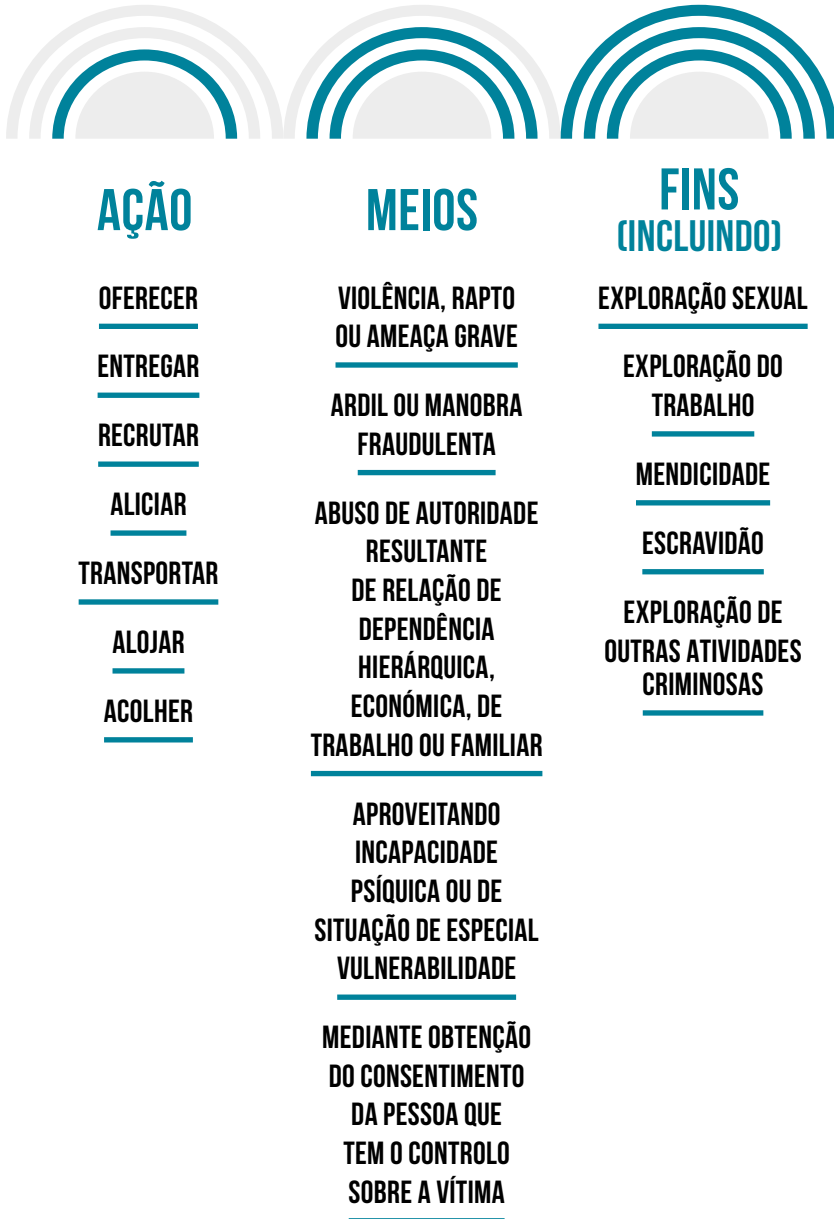 AÇÃO
OFERECER
ENTREGAR
RECRUTAR
ALICIAR
TRANSPORTAR
ALOJAR
ACOLHER
MEIOS
VIOLÊNCIA, RAPTO
OU AMEAÇA GRAVE
ARDIL OU MANOBRA
FRAUDULENTA
ABUSO DE AUTORIDADE
RESULTANTE
DE RELAÇÃO DE
DEPENDÊNCIA
HIERÁRQUICA,
ECONÓMICA, DE
TRABALHO OU FAMILIAR
APROVEITANDO
INCAPACIDADE
PSÍQUICA OU DE
SITUAÇÃO DE ESPECIAL
VULNERABILIDADE
MEDIANTE OBTENÇÃO
DO CONSENTIMENTO
DA PESSOA QUE
TEM O CONTROLO
SOBRE A VÍTIMA
FINS
(INCLUINDO)
EXPLORAÇÃO SEXUAL
EXPLORAÇÃO DO
TRABALHO
MENDICIDADE
ESCRAVIDÃO
EXPLORAÇÃO DE
OUTRAS ATIVIDADES
CRIMINOSAS